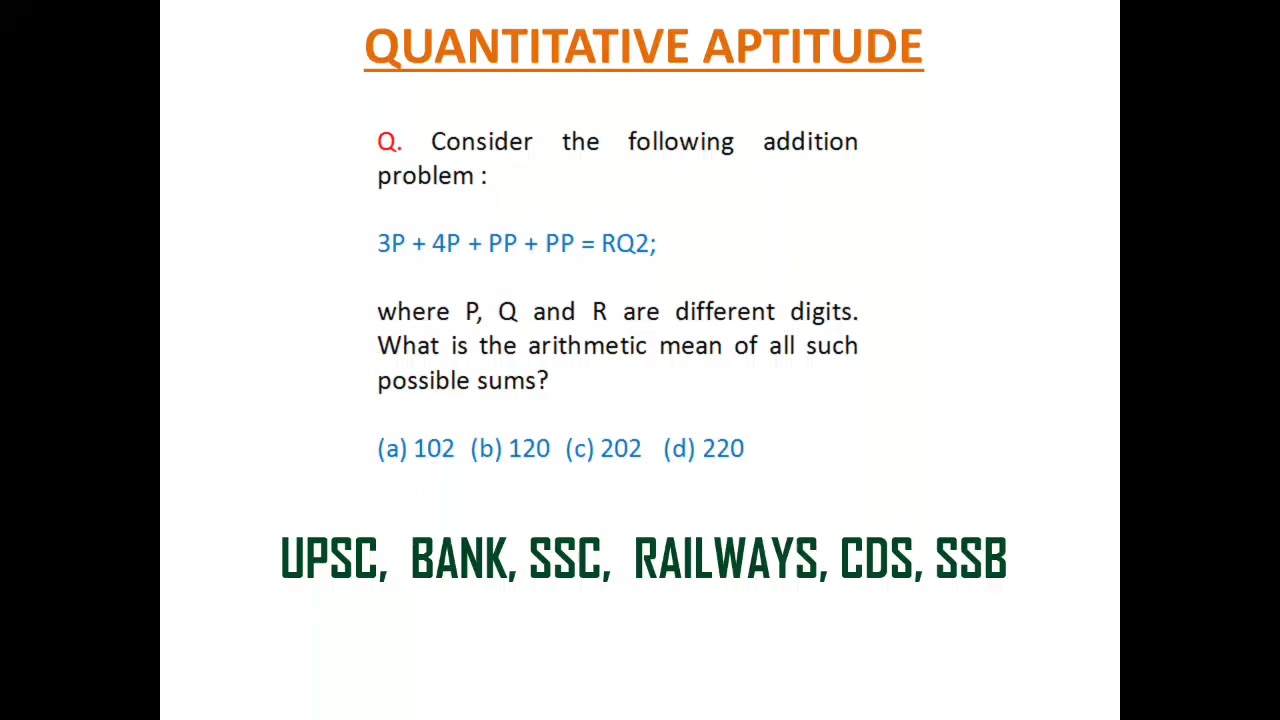 QUANTITATIVE APTITUDE
Q. Consider the following addition
problem :
3P + 4P + PP + PP = RQ2;
where P, Q and R are different digits.
What is the arithmetic mean of all such
possible sums?
(a) 102 (b) 120 (c) 202 (d) 220
UPSC, BANK, SSC, RAILWAYS, CDS, SSB